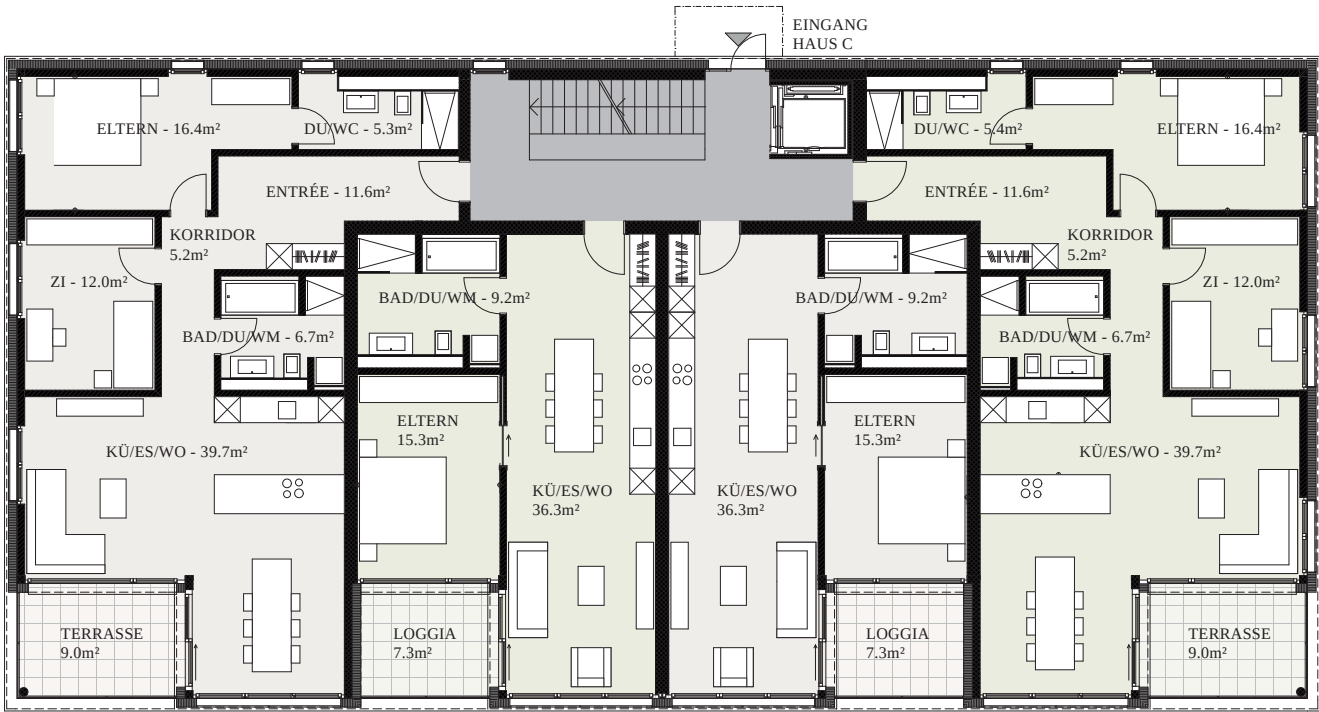 EINGANG
HAUS C
ELTERN - 16.4m²
DU/WC - 5.3m²
DU/WC - 5.4m²
ELTERN - 16.4m²
ENTRÉE - 11.6m²
ENTRÉE - 11.6m²
KORRIDOR
5.2m²
KORRIDOR
5.2m²
ZI - 12.0m²
BAD/DU/WM - 9.2m²
BAD/DU/WM - 9.2m²
ZI - 12.0m²
BAD/DU/WM - 6.7m²
BAD/DU/WM - 6.7m²
ELTERN
15.3m²
ELTERN
15.3m²
KÜ/ES/WO - 39.7m²
KÜ/ES/WO - 39.7m²
KÜ/ES/WO
36.3m²
KÜ/ES/WO
36.3m²
TERRASSE
9.0m²
LOGGIA
7.3m²
LOGGIA
7.3m²
TERRASSE
9.0m²